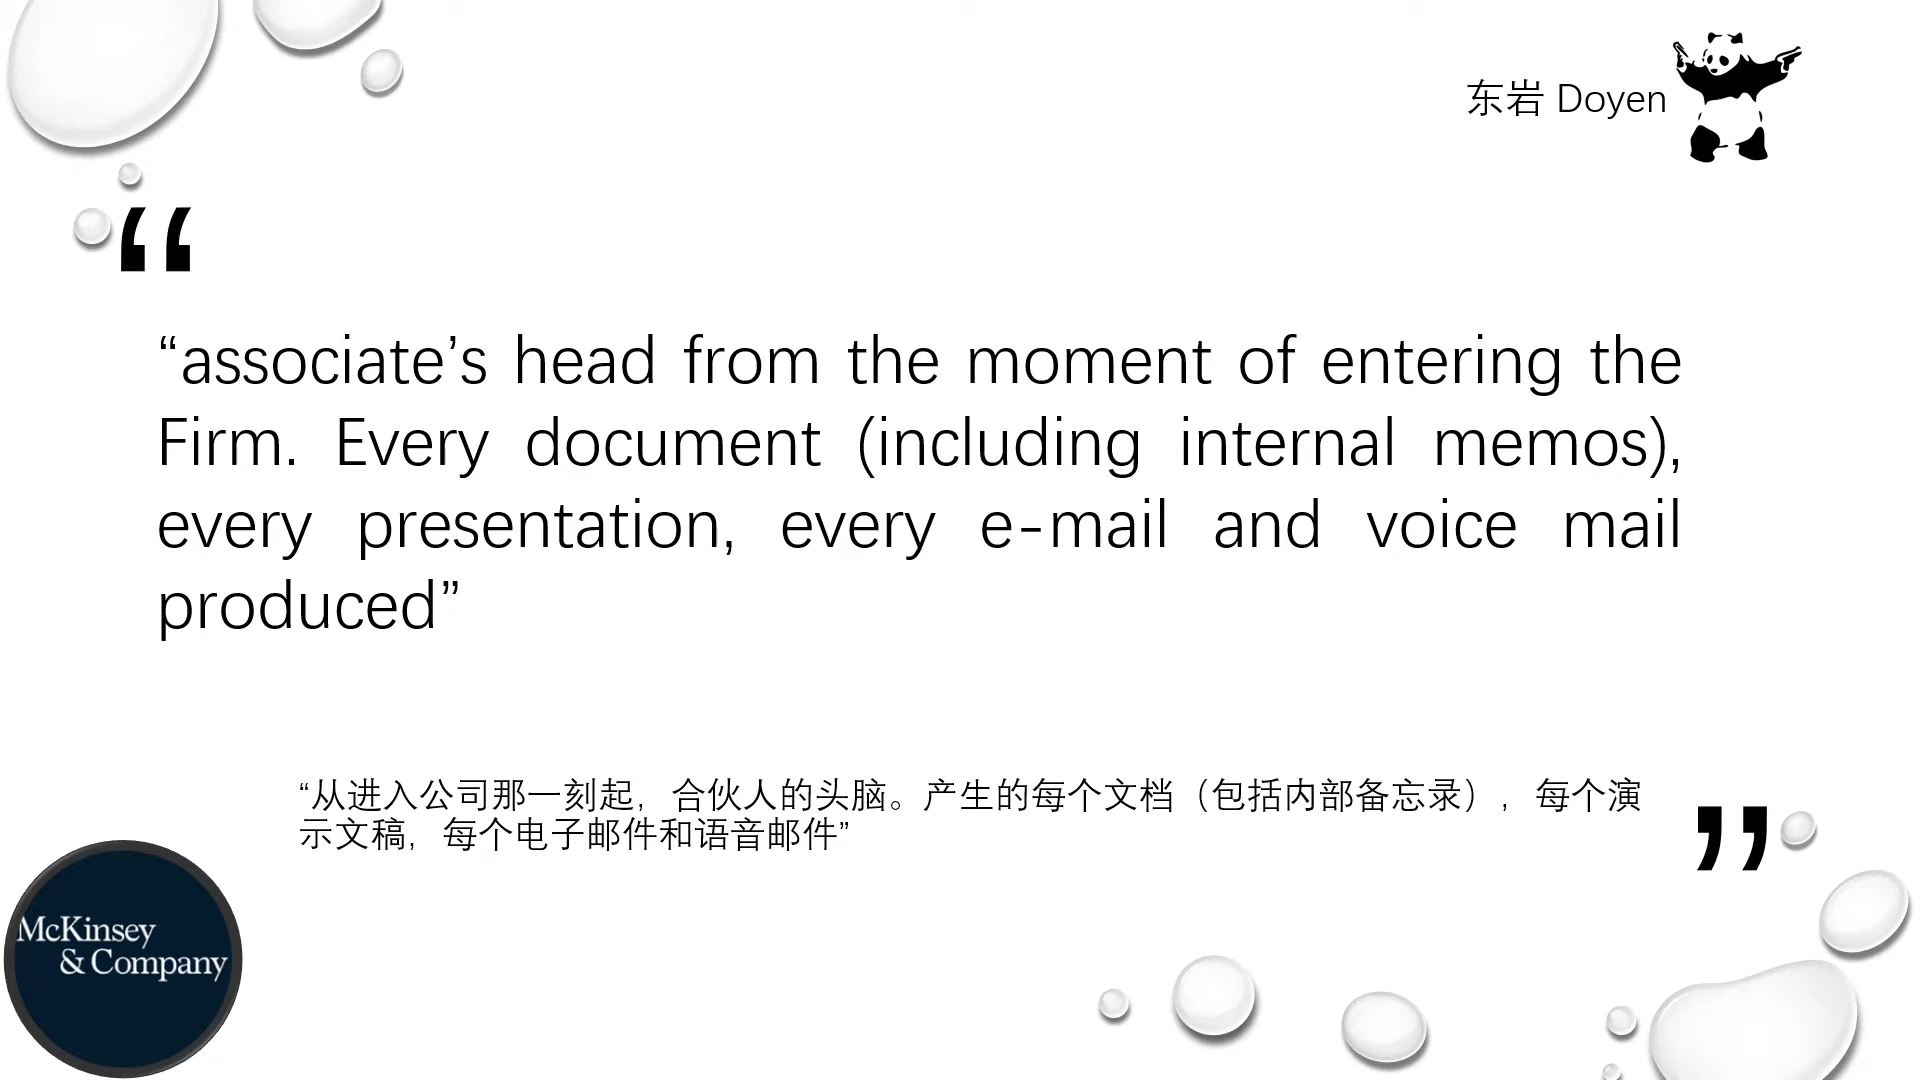 东岩 Doyen
“associate’s head from the moment of entering the
Firm. Every document (including internal memos),
every presentation, every e-mail and voice mail
produced”
“从进入公司那一刻起，合伙人的头脑。产生的每个文档（包括内部备忘录），每个演
示文稿，每个电子邮件和语音邮件”
McKinsey
& Company